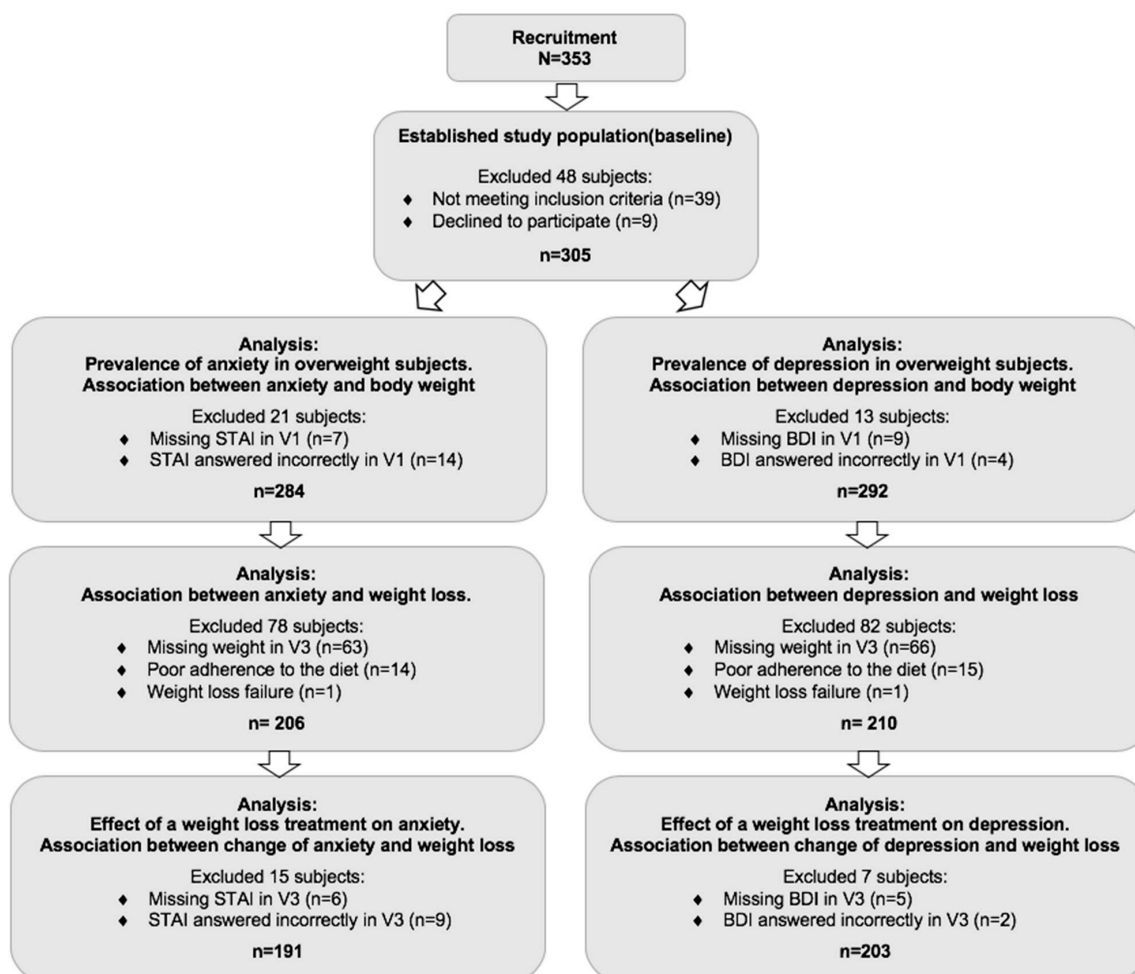 Recruitment
N=353
Established study population(baseline)
Excluded 48 subjects:
♦ Not meeting inclusion criteria (n=39)
♦ Declined to participate (n=9)
n=305
Analysis:
Prevalence of anxiety in overweight subjects.
Association between anxiety and body weight
Excluded 21 subjects:
♦ Missing STAI in V1 (n=7)
♦ STAI answered incorrectly in V1 (n=14)
n=284
Analysis:
Prevalence of depression in overweight subjects.
Association between depression and body weight
Excluded 13 subjects:
♦ Missing BDI in V1 (n=9)
♦ BDI answered incorrectly in V1 (n=4)
n=292
Analysis:
Association between anxiety and weight loss.
Excluded 78 subjects:
♦ Missing weight in V3 (n=63)
♦ Poor adherence to the diet (n=14)
♦ Weight loss failure (n=1)
n= 206
Analysis:
Association between depression and weight loss
Excluded 82 subjects:
♦ Missing weight in V3 (n=66)
♦ Poor adherence to the diet (n=15)
♦ Weight loss failure (n=1)
n=210
Analysis:
Effect of a weight loss treatment on anxiety.
Association between change of anxiety and weight loss
Excluded 15 subjects:
♦ Missing STAI in V3 (n=6)
♦ STAI answered incorrectly in V3 (n=9)
n=191
Analysis:
Effect of a weight loss treatment on depression.
Association between change of depression and weight loss
Excluded 7 subjects:
♦ Missing BDI in V3 (n=5)
♦ BDI answered incorrectly in V3 (n=2)
n=203